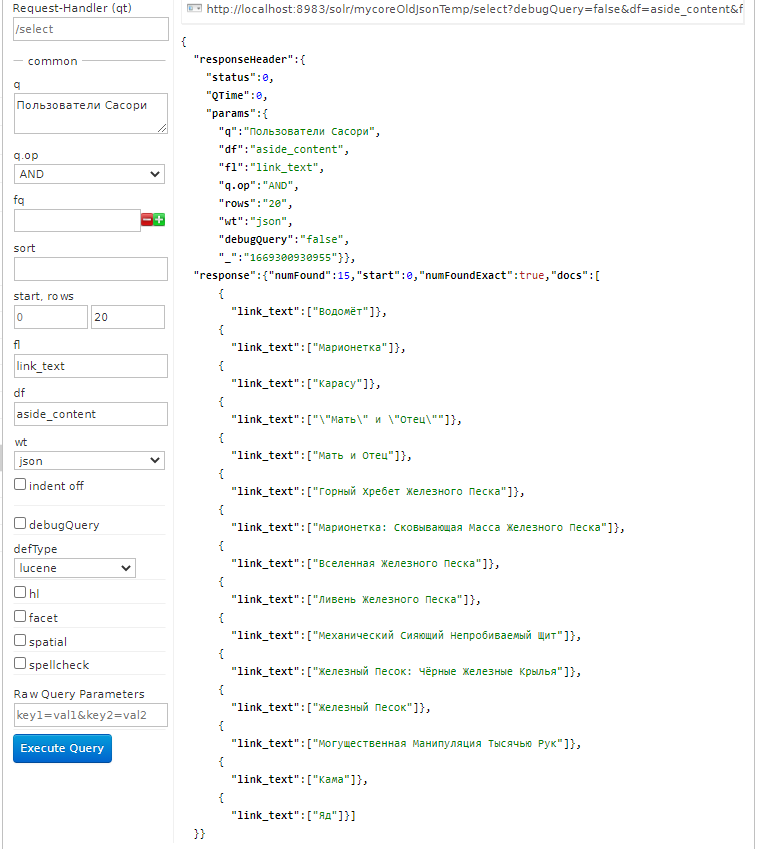 Request-Handler (qt)
/select
common
q
Пользователи Сасори
q.op
AND
fq
sort
start, rows
0
20
fl
link_text
df
aside_content
wt
json
indent off
debugQuery
defType
lucene
hl
facet
spatial
spellcheck
Raw Query Parameters
key1=val1&key2=val2
Execute Query
http://localhost:8983/solr/mycoreOldJsonTemp/select?debugQuery=false&df=aside_content&f
{
"responseHeader":{
"status":0,
"QTime":0,
"params":{
"q":"Пользователи Сасори",
"df":"aside_content",
"fl":"link_text",
"q.op":"AND",
"rows":"20",
"wt":"json",
"debugQuery":"false",
"_":"1669300930955"}},
"response":{"numFound":15,"start":0,"numFoundExact":true,"docs":[
{
"link_text":["Водомёт"]},
{
"link_text":["Марионетка"]},
{
"link_text":["Карасу"]},
{
"link_text":["\"Мать\" и \"Отец\""]},
{
"link_text":["Мать и Отец"]},
{
"link_text":["Горный Хребет Железного Песка"]},
{
"link_text":["Марионетка: Сковывающая Масса Железного Песка"]},
{
"link_text":["Вселенная Железного Песка"]},
{
"link_text":["Ливень Железного Песка"]},
{
"link_text":["Механический Сияющий Непробиваемый Щит"]},
{
"link_text":["Железный Песок: Чёрные Железные Крылья"]},
{
"link_text":["Железный Песок"]},
{
"link_text":["Могущественная Манипуляция Тысячью Рук"]},
{
"link_text":["Кама"]},
{
"link_text":["Яд"]}]
}}